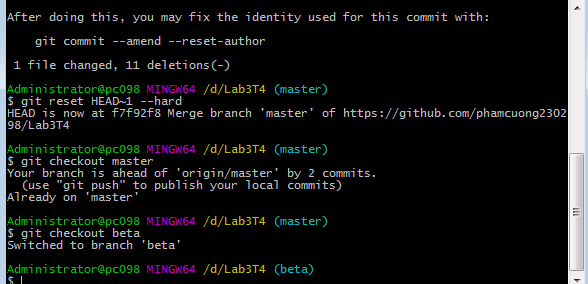 After doing this, you may fix the identity used for this commit with:
git commit --amend --reset-author
1 file changed, 11 deletions(-)
Administrator@pc098 MINGW64 /d/Lab3T4 (master)
$ git reset HEAD~1 --hard
HEAD is now at f7f92f8 Merge branch 'master' of https://github.com/phamcuong2302
98/Lab3T4
Administrator@pc098 MINGW64 /d/Lab3T4 (master)
$ git checkout master
Your branch is ahead of 'origin/master' by 2 commits.
(use "git push" to publish your local commits)
Already on 'master'
Administrator@pc098 MINGW64 /d/Lab3T4 (master)
$ git checkout beta
Switched to branch 'beta'
Administrator@pc098 MINGW64 /d/Lab3T4 (beta)
$